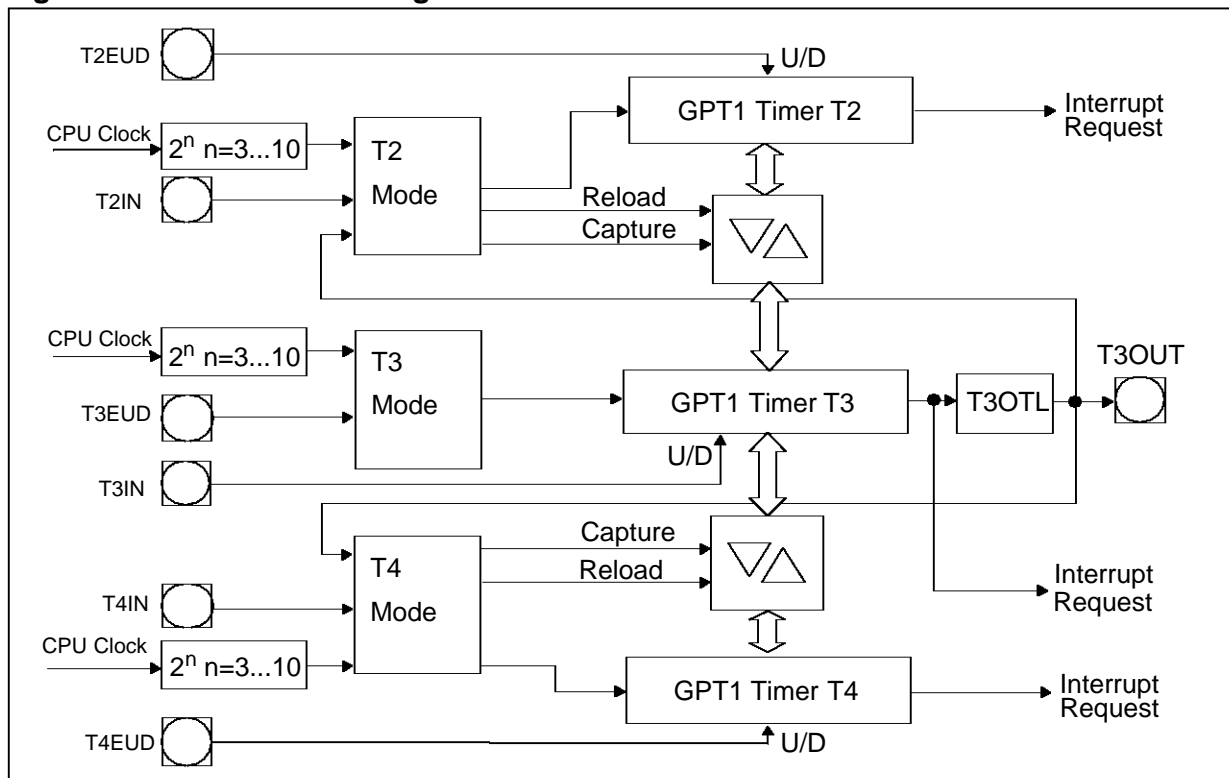 T2EUD
U/D
GPT1 Timer T2
Interrupt
Request
CPU Clock
2ⁿ n=3...10
T2
Mode
T2IN
Reload
Capture
CPU Clock
2ⁿ n=3...10
T3
Mode
T3OUT
T3EUD
GPT1 Timer T3
T3OTL
U/D
T3IN
Capture
T4
Reload
Mode
Interrupt
Request
T4IN
CPU Clock
2ⁿ n=3...10
GPT1 Timer T4
Interrupt
Request
T4EUD
U/D